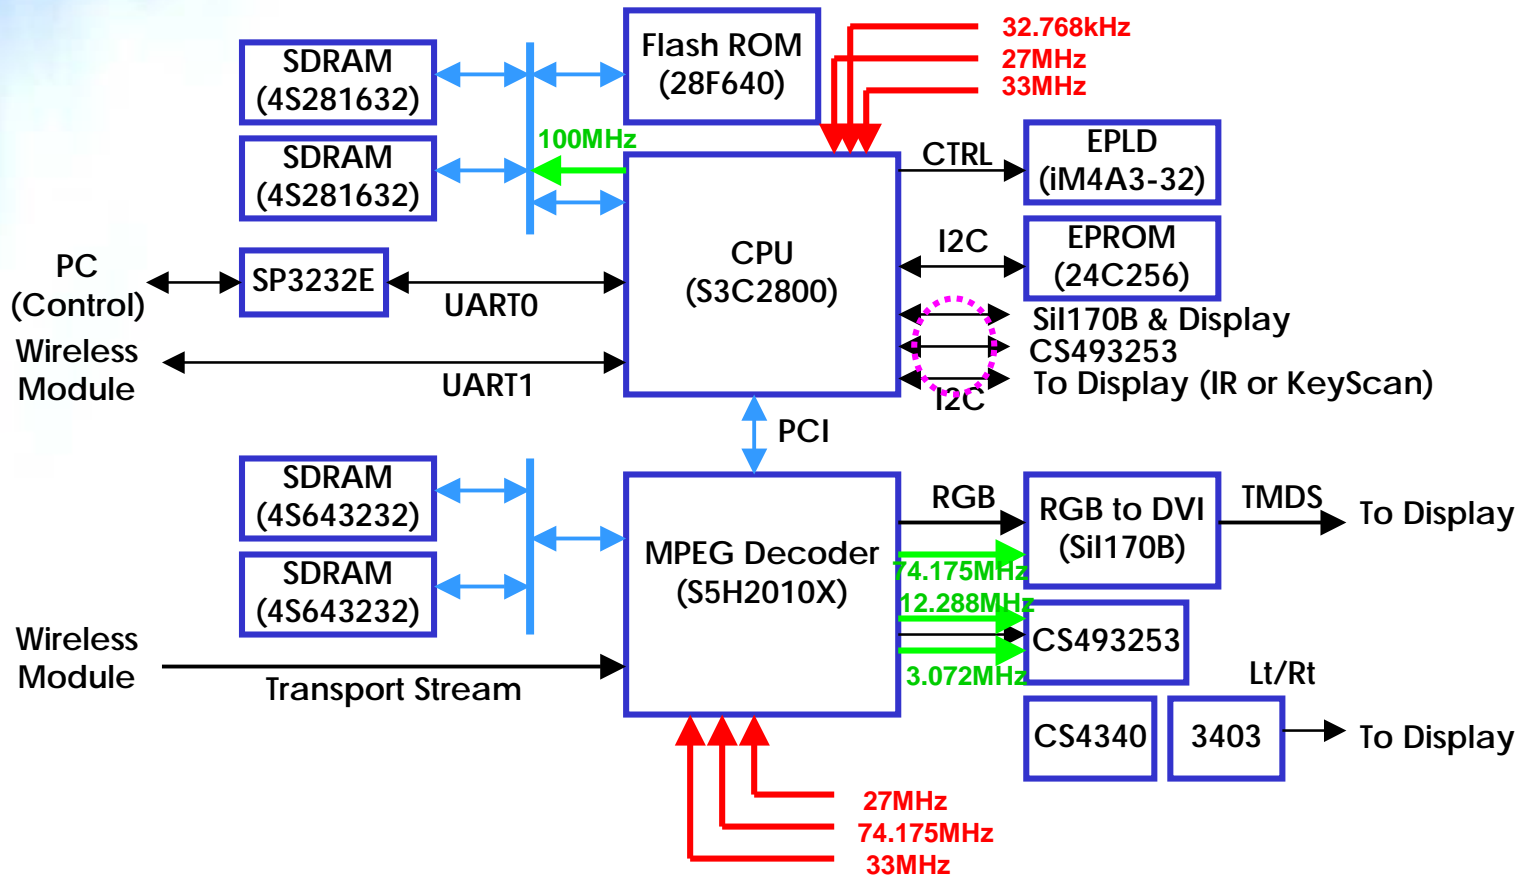 SDRAM
(4S281632)
Flash ROM
(28F640)
32.768kHz
27MHz
33MHz
SDRAM
(4S281632)
100MHz
CTRL
EPLD
(iM4A3-32)
PC
(Control)
SP3232E
UART0
CPU
(S3C2800)
I2C
EPROM
(24C256)
SiI170B & Display
CS493253
To Display (IR or KeyScan)
I2C
Wireless
Module
UART1
PCI
SDRAM
(4S643232)
SDRAM
(4S643232)
MPEG Decoder
(S5H2010X)
RGB
RGB to DVI
(SiI170B)
TMDS
To Display
74.175MHz
12.288MHz
CS493253
3.072MHz
Wireless
Module
Transport Stream
Lt/Rt
CS4340
3403
To Display
27MHz
74.175MHz
33MHz